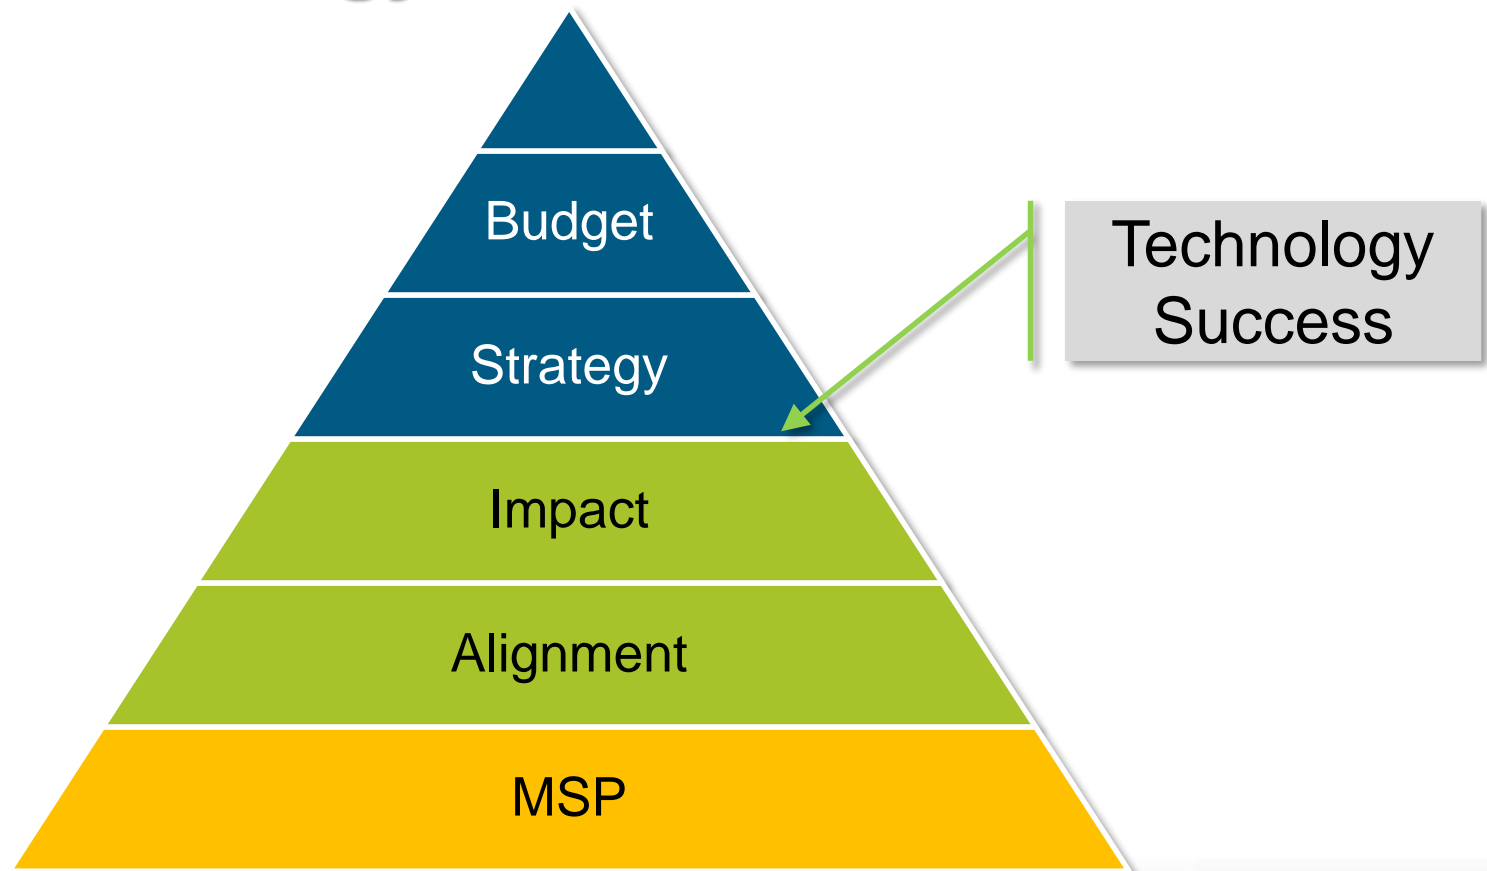 Budget
Technology
Success
Strategy
Impact
Alignment
MSP